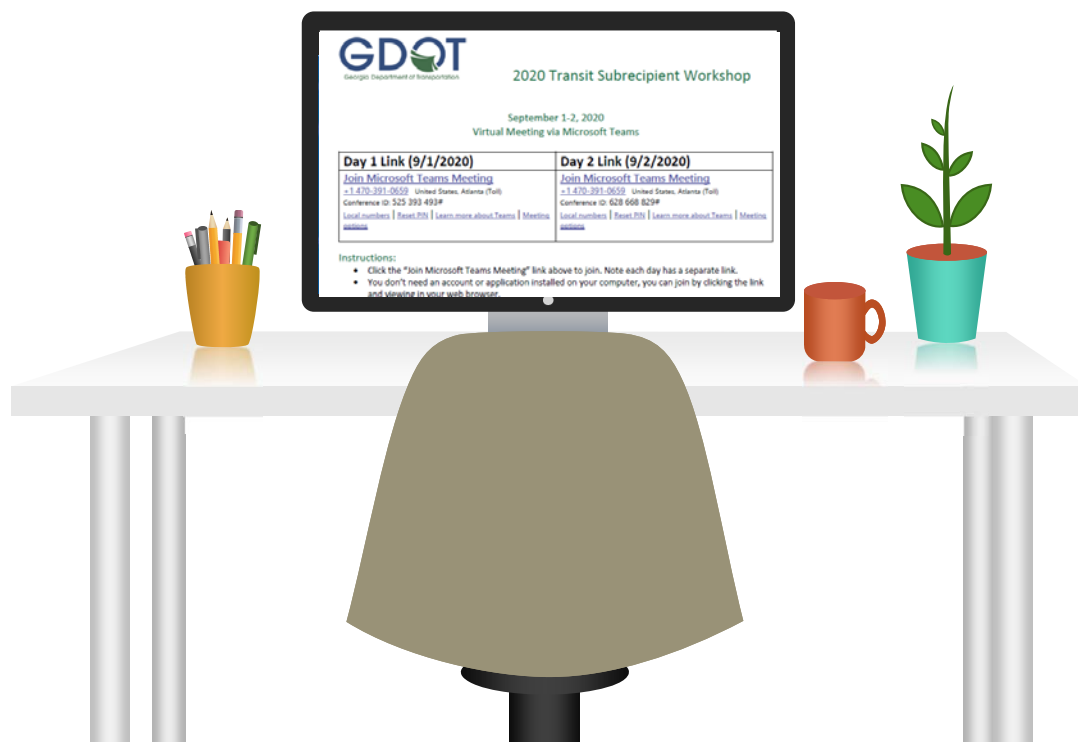 GDOT
Georgia Department of Transportation
2020 Transit Subrecipient Workshop
September 1-2, 2020
Virtual Meeting via Microsoft Teams
Day 1 Link (9/1/2020)
Join Microsoft Teams Meeting
+1 470-391-0659 United States, Atlanta (Toll)
Conference ID: 525 393 493#
Local numbers | Reset PIN | Learn more about Teams | Meeting
options
Day 2 Link (9/2/2020)
Join Microsoft Teams Meeting
+1 470-391-0659 United States, Atlanta (Toll)
Conference ID: 628 668 829#
Local numbers | Reset PIN | Learn more about Teams | Meeting
options
Instructions:
• Click the "Join Microsoft Teams Meeting" link above to join. Note each day has a separate link.
• You don't need an account or application installed on your computer, you can join by clicking the link
and viewing in your web browser.